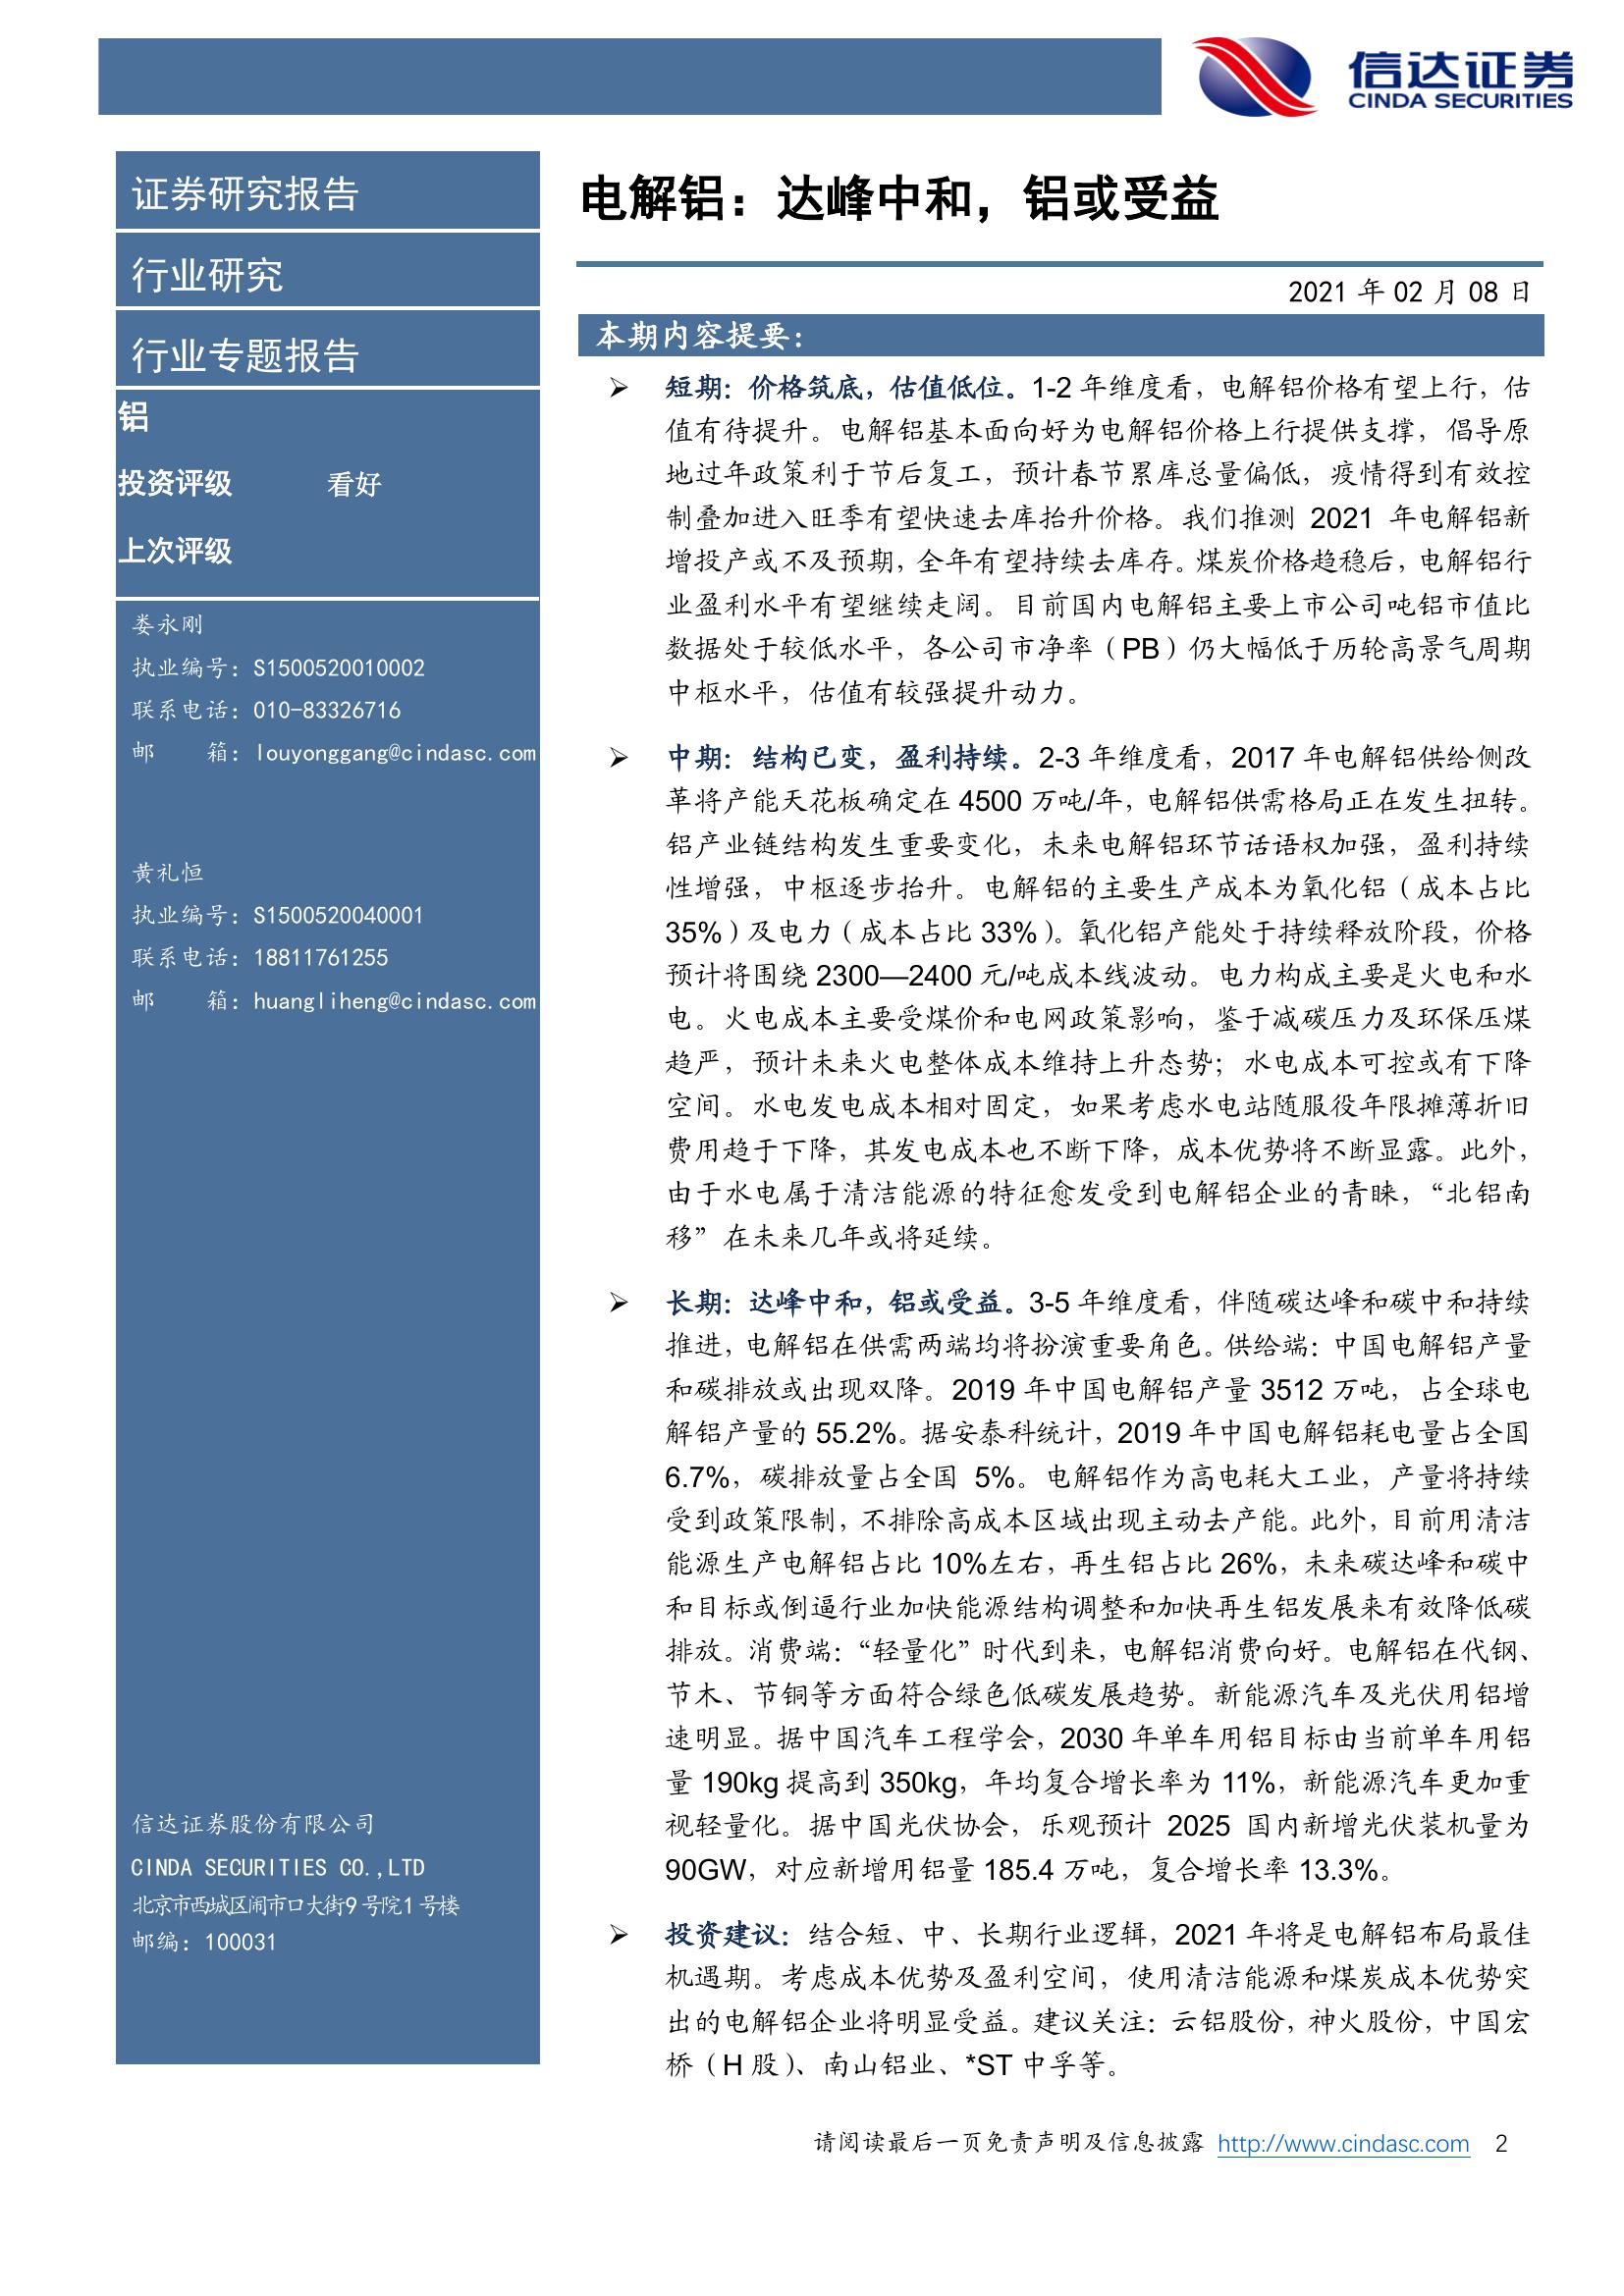 信达证券
CINDA SECURITIES
证券研究报告
行业研究
行业专题报告
铝
投资评级 看好
上次评级
娄永刚
执业编号：S1500520010002
联系电话：010-83326716
邮 箱：louyonggang@cindasc.com
黄礼恒
执业编号：S1500520040001
联系电话：18811761255
邮 箱：huangliheng@cindasc.com
信达证券股份有限公司
CINDA SECURITIES CO.,LTD
北京市西城区闹市口大街9号院1号楼
邮编：100031
电解铝：达峰中和，铝或受益
2021 年 02 月 08 日
本期内容提要：
➢ 短期：价格筑底，估值低位。1-2 年维度看，电解铝价格有望上行，估
值有待提升。电解铝基本面向好为电解铝价格上行提供支撑，倡导原
地过年政策利于节后复工，预计春节累库总量偏低，疫情得到有效控
制叠加进入旺季有望快速去库抬升价格。我们推测 2021 年电解铝新
增投产或不及预期，全年有望持续去库存。煤炭价格趋稳后，电解铝行
业盈利水平有望继续走阔。目前国内电解铝主要上市公司吨铝市值比
数据处于较低水平，各公司市净率（PB）仍大幅低于历轮高景气周期
中枢水平，估值有较强提升动力。
➢ 中期：结构已变，盈利持续。2-3 年维度看，2017 年电解铝供给侧改
革将产能天花板确定在 4500 万吨/年，电解铝供需格局正在发生扭转。
铝产业链结构发生重要变化，未来电解铝环节话语权加强，盈利持续
性增强，中枢逐步抬升。电解铝的主要生产成本为氧化铝（成本占比
35%）及电力（成本占比 33%）。氧化铝产能处于持续释放阶段，价格
预计将围绕 2300—2400 元/吨成本线波动。电力构成主要是火电和水
电。火电成本主要受煤价和电网政策影响，鉴于减碳压力及环保压煤
趋严，预计未来火电整体成本维持上升态势；水电成本可控或有下降
空间。水电发电成本相对固定，如果考虑水电站随服役年限摊薄折旧
费用趋于下降，其发电成本也不断下降，成本优势将不断显露。此外，
由于水电属于清洁能源的特征愈发受到电解铝企业的青睐，“北铝南
移”在未来几年或将延续。
➢ 长期：达峰中和，铝或受益。3-5 年维度看，伴随碳达峰和碳中和持续
推进，电解铝在供需两端均将扮演重要角色。供给端：中国电解铝产量
和碳排放或出现双降。2019 年中国电解铝产量 3512 万吨，占全球电
解铝产量的 55.2%。据安泰科统计，2019 年中国电解铝耗电量占全国
6.7%，碳排放量占全国 5%。电解铝作为高电耗大工业，产量将持续
受到政策限制，不排除高成本区域出现主动去产能。此外，目前用清洁
能源生产电解铝占比 10%左右，再生铝占比 26%，未来碳达峰和碳中
和目标或倒逼行业加快能源结构调整和加快再生铝发展来有效降低碳
排放。消费端：“轻量化”时代到来，电解铝消费向好。电解铝在代钢、
节木、节铜等方面符合绿色低碳发展趋势。新能源汽车及光伏用铝增
速明显。据中国汽车工程学会，2030 年单车用铝目标由当前单车用铝
量 190kg 提高到 350kg，年均复合增长率为 11%，新能源汽车更加重
视轻量化。据中国光伏协会，乐观预计 2025 国内新增光伏装机量为
90GW，对应新增用铝量 185.4 万吨，复合增长率 13.3%。
➢ 投资建议：结合短、中、长期行业逻辑，2021 年将是电解铝布局最佳
机遇期。考虑成本优势及盈利空间，使用清洁能源和煤炭成本优势突
出的电解铝企业将明显受益。建议关注：云铝股份，神火股份，中国宏
桥（H 股）、南山铝业、*ST 中孚等。
请阅读最后一页免责声明及信息披露 http://www.cindasc.com 2